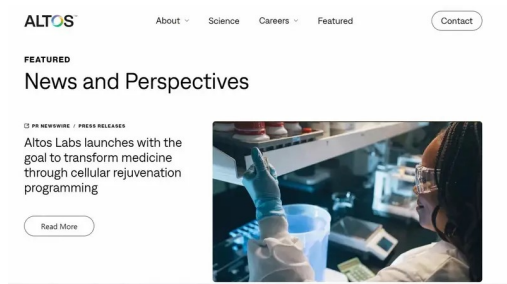 ALTOS™
About
Science
Careers
Featured
Contact
FEATURED
News and Perspectives
PR NEWSWIRE / PRESS RELEASES
Altos Labs launches with the
goal to transform medicine
through cellular rejuvenation
programming
Read More